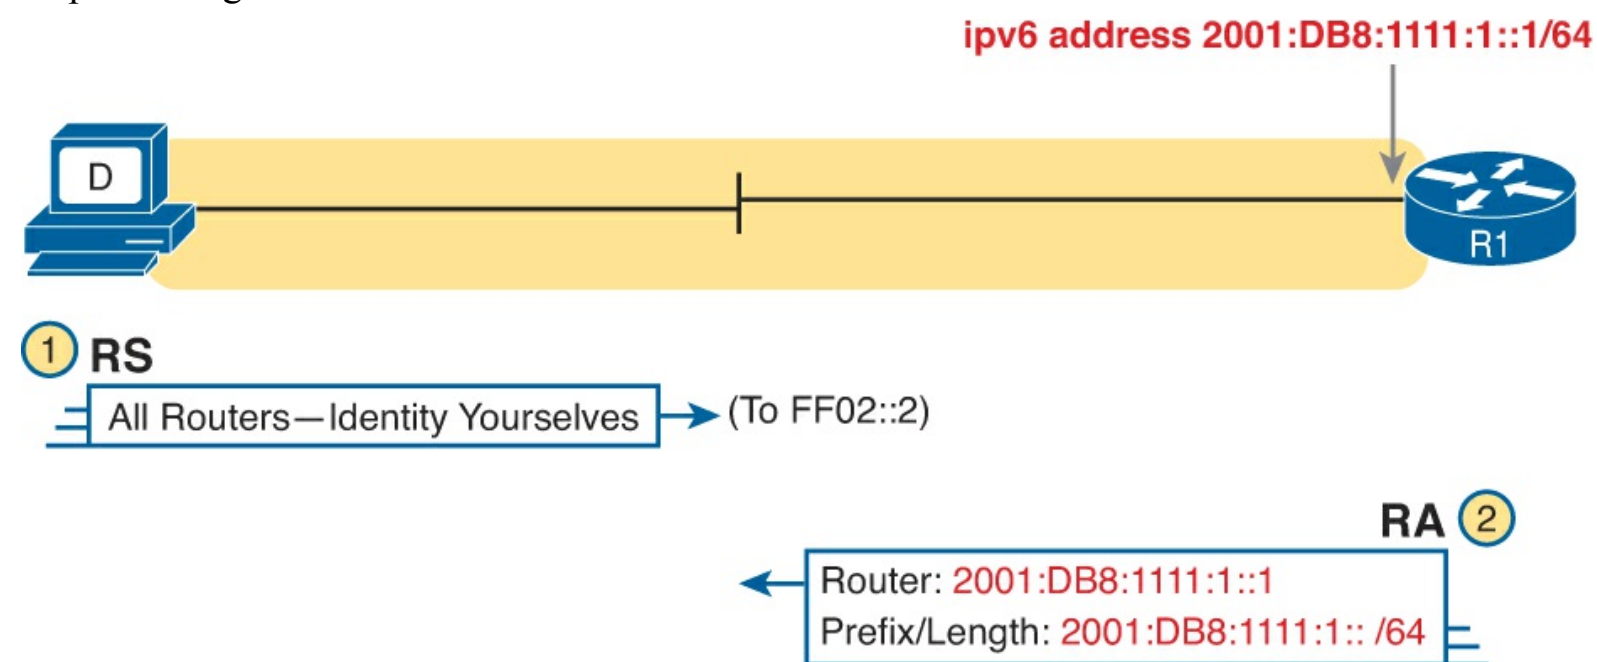 ipv6 address 2001:DB8:1111:1::1/64
D
R1
1 RS
All Routers—Identity Yourselves (To FF02::2)
RA 2
Router: 2001:DB8:1111:1::1
Prefix/Length: 2001:DB8:1111:1:: /64